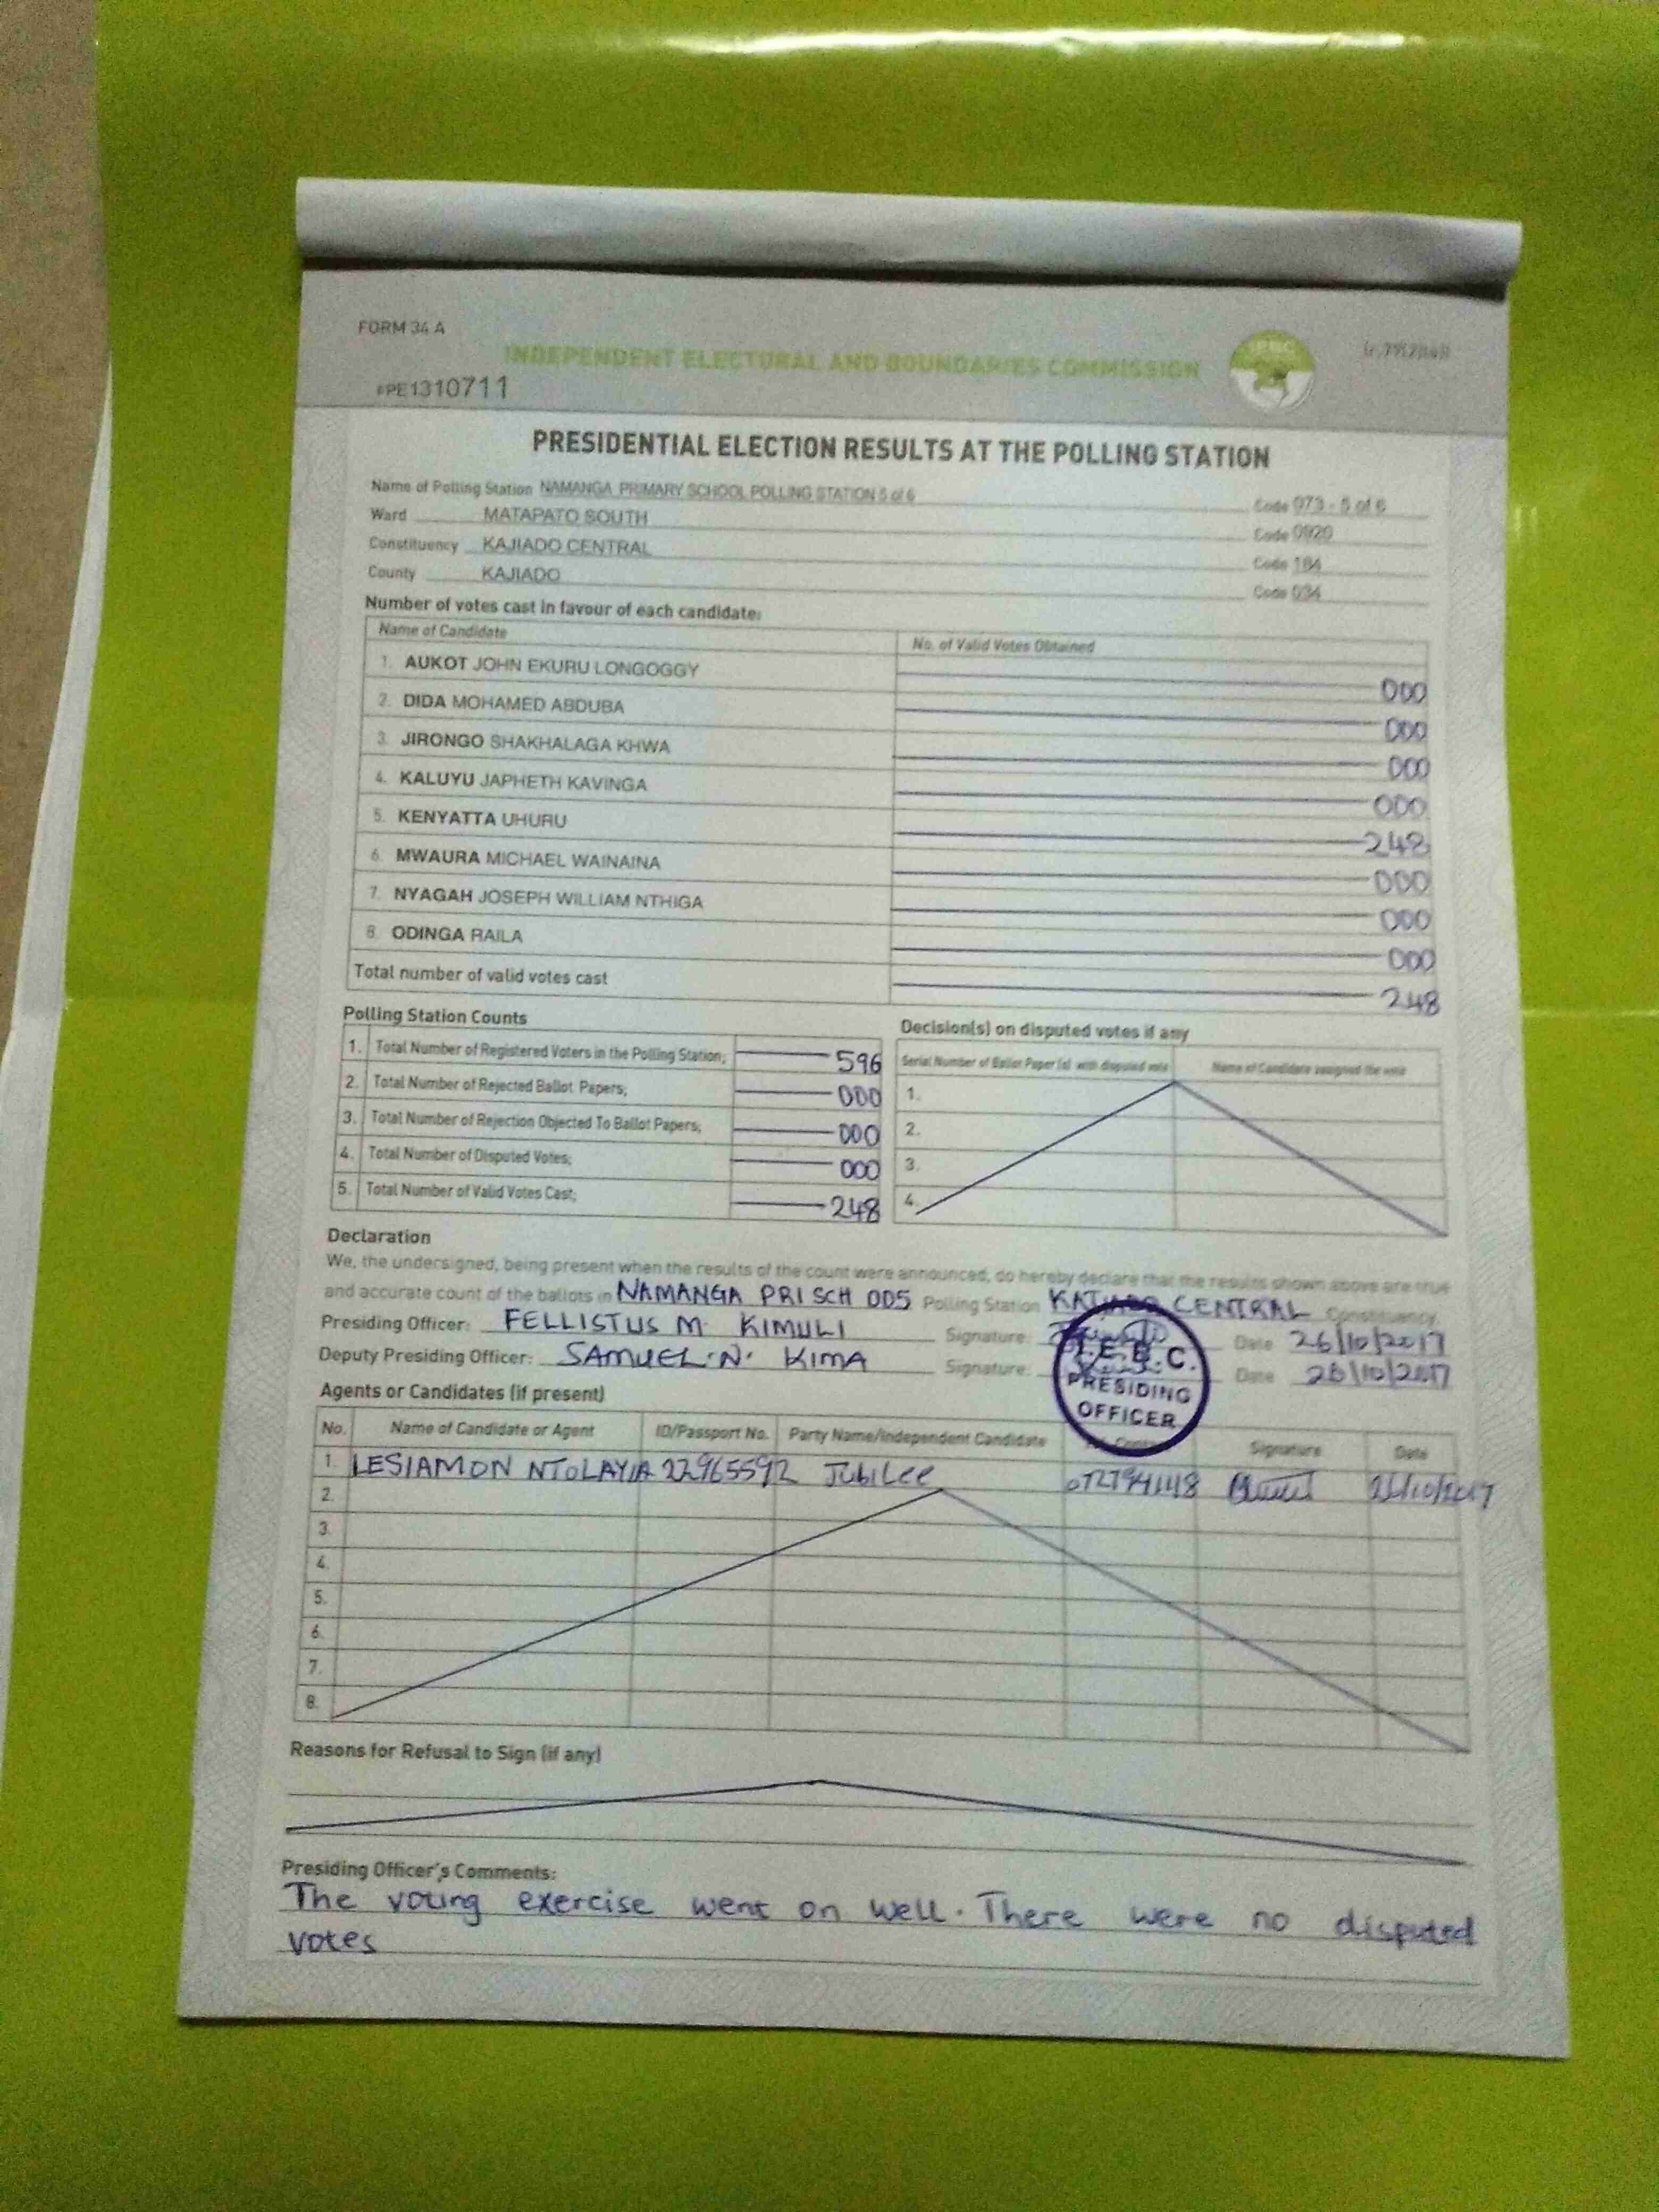 FORM 34 A
INDEPENDENT ELECTORAL AND BOUNDARIES COMMISSION
#PE1310711
PRESIDENTIAL ELECTION RESULTS AT THE POLLING STATION
Name of Polling Station NAMANGA PRIMARY SCHOOL POLLING STATION 5 of 6 Code 073 - 5 of 6
Ward MATAPATO SOUTH Code 0920
Constituency KAJIADO CENTRAL Code 184
County KAJIADO Code 034
Number of votes cast in favour of each candidate:
Name of Candidate No. of Valid Votes Obtained
1. AUKOT JOHN EKURU LONGOGGY 000
2. DIDA MOHAMED ABDUBA 000
3. JIRONGO SHAKHALAGA KHWA 000
4. KALUYU JAPHETH KAVINGA 000
5. KENYATTA UHURU 248
6. MWAURA MICHAEL WAINAINA 000
7. NYAGAH JOSEPH WILLIAM NTHIGA 000
8. ODINGA RAILA 000
Total number of valid votes cast 248
Polling Station Counts
1. Total Number of Registered Voters in the Polling Station; 596
2. Total Number of Rejected Ballot Papers; 000
3. Total Number of Rejection Objected To Ballot Papers; 000
4. Total Number of Disputed Votes; 000
5. Total Number of Valid Votes Cast; 248
Decision(s) on disputed votes if any
Serial Number of Ballot Paper (s) with disputed vote Name of Candidate assigned the vote
1.
2.
3.
4.
Declaration
We, the undersigned, being present when the results of the count were announced, do hereby declare that the results shown above are true
and accurate count of the ballots in NAMANGA PRI SCH 005 Polling Station KAJIADO CENTRAL Constituency.
Presiding Officer: FELLISTUS M. KIMULI Signature: Date 26/10/2017
Deputy Presiding Officer: SAMUEL.N. KIMA Signature: Date 26/10/2017
I.E.B.C.
PRESIDING
OFFICER
Agents or Candidates (if present)
No. Name of Candidate or Agent ID/Passport No. Party Name/Independent Candidate Signature Date
1. LESIAMON NTOLAYIA 22965592 Jubilee 26/10/2017
2.
3.
4.
5.
6.
7.
8.
Reasons for Refusal to Sign (if any)
Presiding Officer's Comments:
The voting exercise went on well. There were no disputed
votes